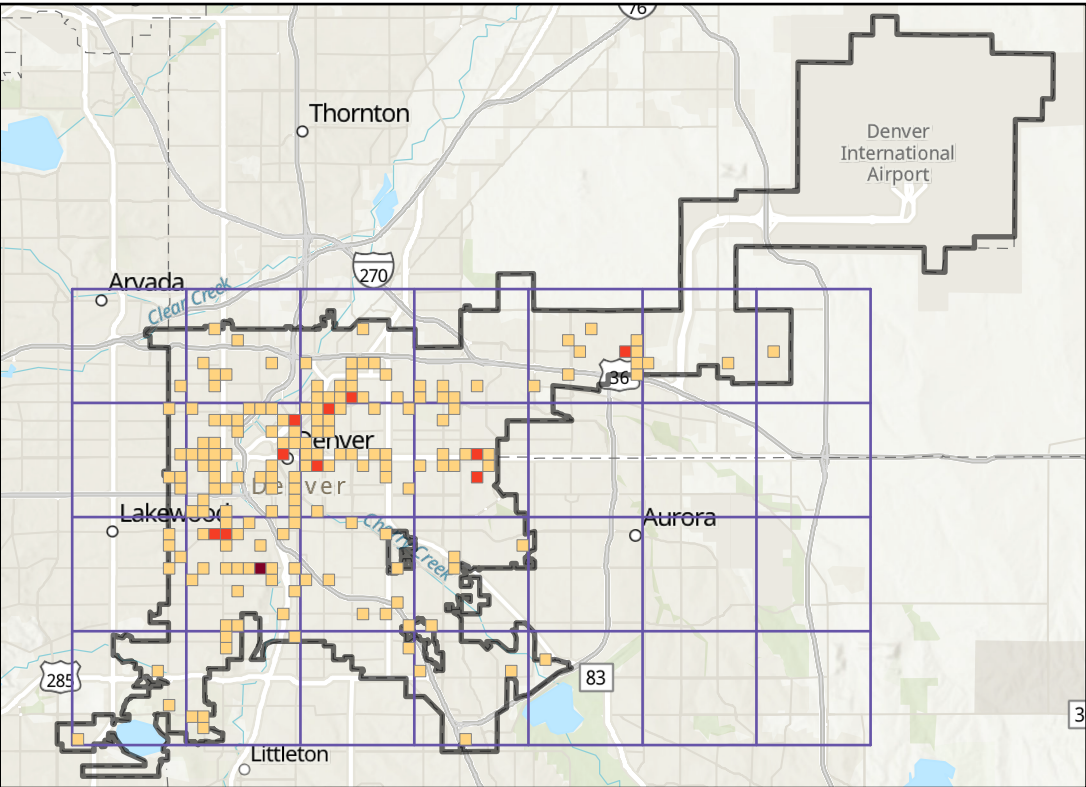 76
Thornton
Denver
International
Airport
270
Arvada
Clear Creek
36
Denver
Denver
Lakewood
Cherry Creek
Aurora
285
83
3
Littleton